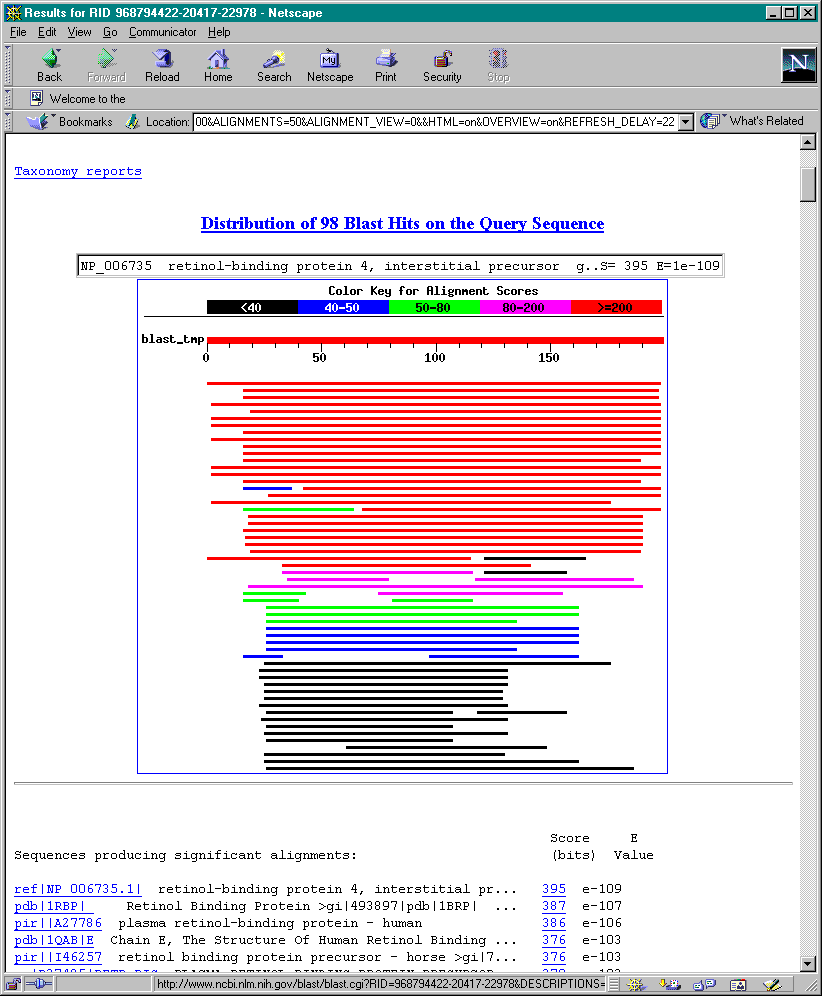 Results for RID 968794422-20417-22978 - Netscape
File Edit View Go Communicator Help
Back Forward Reload Home Search Netscape Print Security Stop
My
N
Welcome to the
Bookmarks Location: 00&ALIGNMENTS=50&ALIGNMENT_VIEW=0&&HTML=on&OVERVIEW=on&REFRESH_DELAY=22 What's Related
Taxonomy reports
Distribution of 98 Blast Hits on the Query Sequence
NP_006735 retinol-binding protein 4, interstitial precursor g..S= 395 E=1e-109
Color Key for Alignment Scores
<40 40-50 50-80 80-200 >=200
blast_tmp
0 50 100 150
Score E
Sequences producing significant alignments: (bits) Value
ref|NP_006735.1| retinol-binding protein 4, interstitial pr... 395 e-109
pdb|1RBP| Retinol Binding Protein >gi|493897|pdb|1BRP| ... 387 e-107
pir||A27786 plasma retinol-binding protein - human 386 e-106
pdb|1QAB|E Chain E, The Structure Of Human Retinol Binding ... 376 e-103
pir||I46257 retinol binding protein precursor - horse >gi|7... 376 e-103
http://www.ncbi.nlm.nih.gov/blast/blast.cgi?RID=968794422-20417-22978&DESCRIPTIONS=